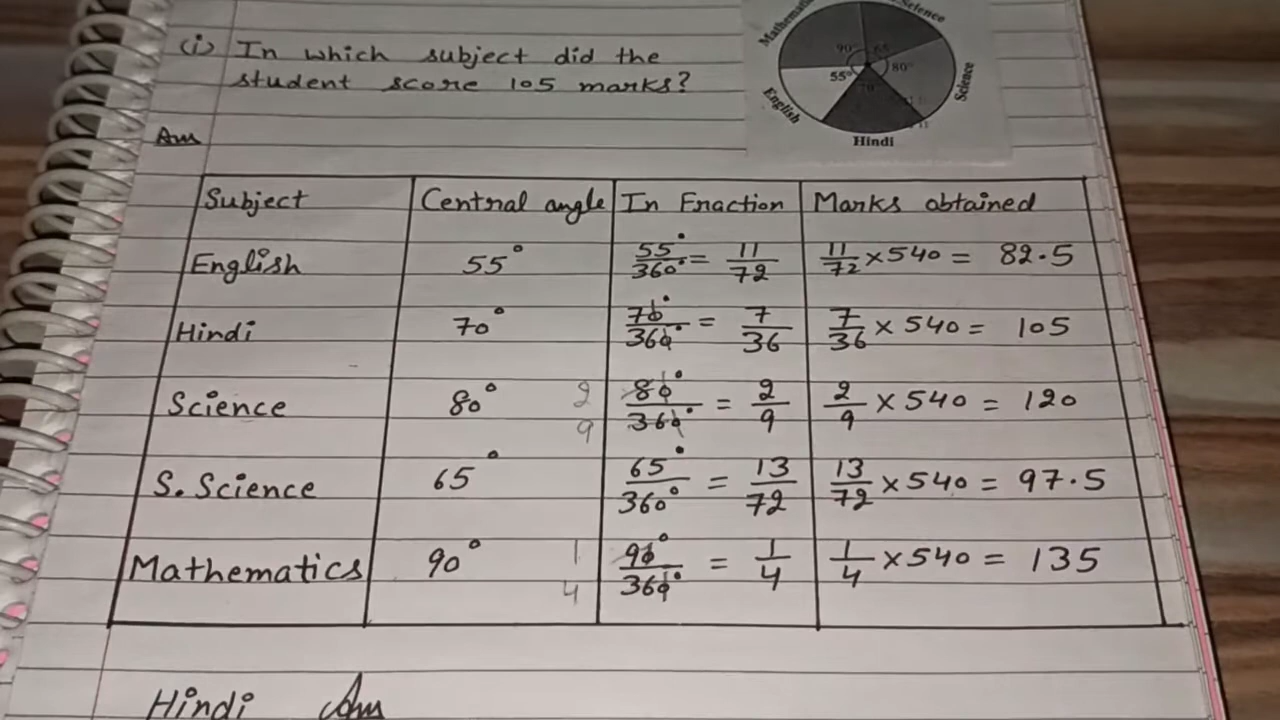 (i) In which subject did the
student score 105 marks?
Science
90°
80°
55°
Science
English
Hindi
Ans
Subject Central angle In Fraction Marks obtained
English 55° 55°/360° = 11/72 11/72 × 540 = 82.5
Hindi 70° 70°/360° = 7/36 7/36 × 540 = 105
Science 80° 2/9 80°/360° = 2/9 2/9 × 540 = 120
S. Science 65° 65°/360° = 13/72 13/72 × 540 = 97.5
Mathematics 90° 1/4 90°/360° = 1/4 1/4 × 540 = 135
Hindi Ans